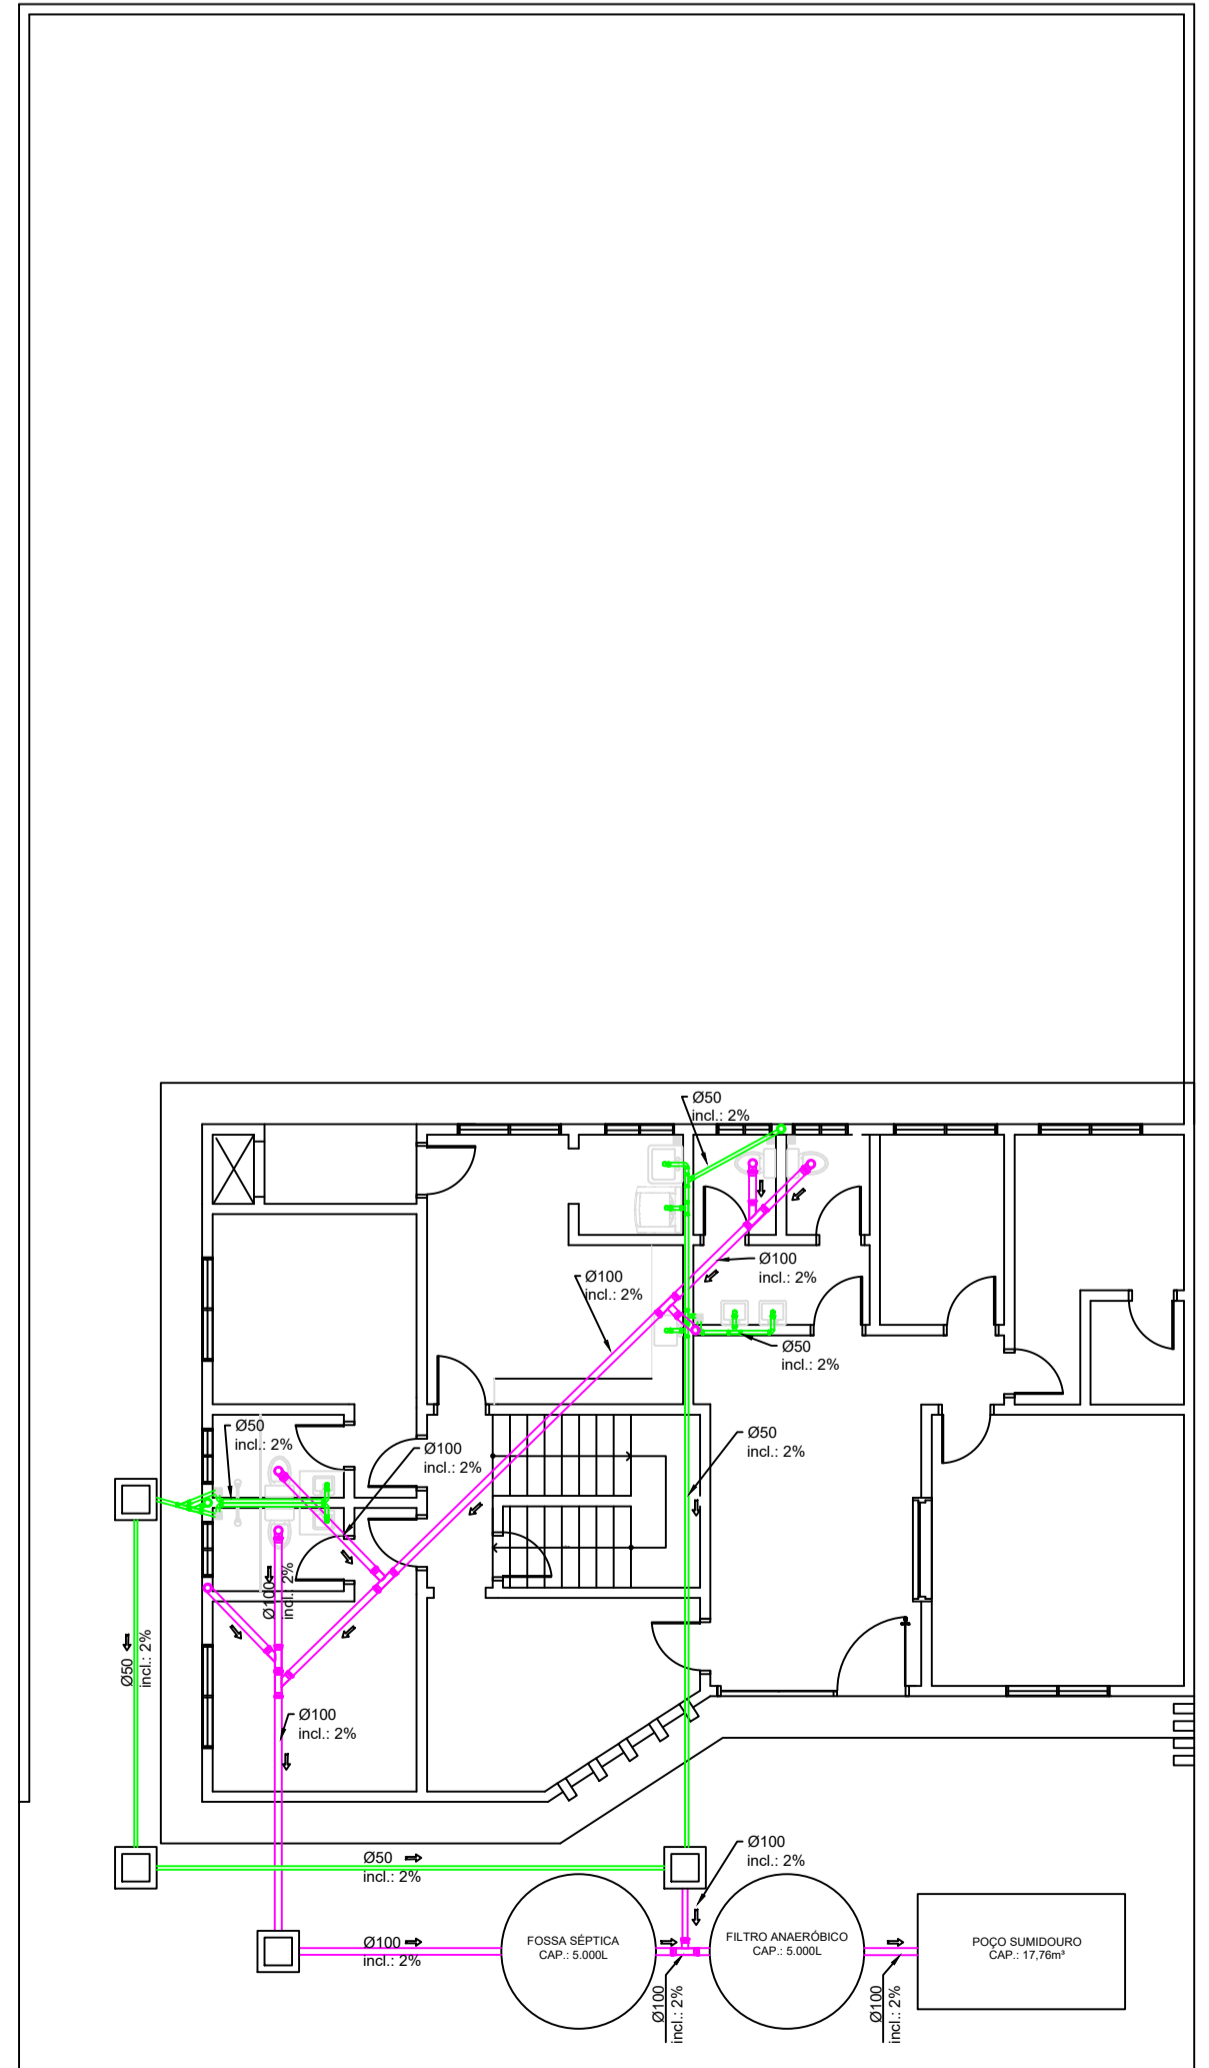 Ø50
incl.: 2%
Ø100
incl.: 2%
Ø100
incl.: 2%
Ø50
incl.: 2%
Ø50
incl.: 2%
Ø100
incl.: 2%
Ø50
incl.: 2%
Ø100
incl.: 2%
Ø50
incl.: 2%
Ø100
incl.: 2%
Ø100
incl.: 2%
Ø50
incl.: 2%
Ø100
incl.: 2%
FOSSA SÉPTICA
CAP.: 5.000L
FILTRO ANAERÓBICO
CAP.: 5.000L
POÇO SUMIDOURO
CAP.: 17,76m³
Ø100
incl.: 2%
Ø100
incl.: 2%